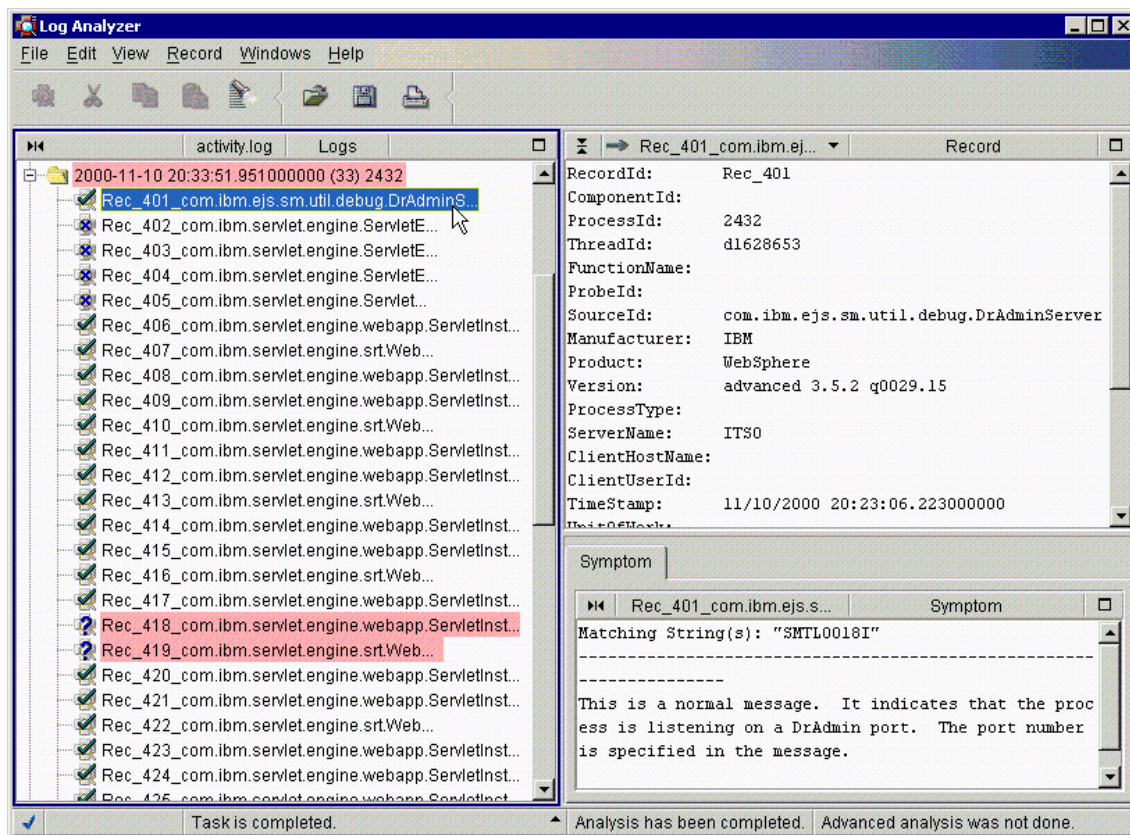 Log Analyzer
File Edit View Record Windows Help
activity.log Logs
2000-11-10 20:33:51.951000000 (33) 2432
Rec_401_com.ibm.ejs.sm.util.debug.DrAdminS...
Rec_402_com.ibm.servlet.engine.ServletE...
Rec_403_com.ibm.servlet.engine.ServletE...
Rec_404_com.ibm.servlet.engine.ServletE...
Rec_405_com.ibm.servlet.engine.Servlet...
Rec_406_com.ibm.servlet.engine.webapp.ServletInst...
Rec_407_com.ibm.servlet.engine.srt.Web...
Rec_408_com.ibm.servlet.engine.webapp.ServletInst...
Rec_409_com.ibm.servlet.engine.webapp.ServletInst...
Rec_410_com.ibm.servlet.engine.srt.Web...
Rec_411_com.ibm.servlet.engine.webapp.ServletInst...
Rec_412_com.ibm.servlet.engine.webapp.ServletInst...
Rec_413_com.ibm.servlet.engine.srt.Web...
Rec_414_com.ibm.servlet.engine.webapp.ServletInst...
Rec_415_com.ibm.servlet.engine.webapp.ServletInst...
Rec_416_com.ibm.servlet.engine.srt.Web...
Rec_417_com.ibm.servlet.engine.webapp.ServletInst...
Rec_418_com.ibm.servlet.engine.webapp.ServletInst...
Rec_419_com.ibm.servlet.engine.srt.Web...
Rec_420_com.ibm.servlet.engine.webapp.ServletInst...
Rec_421_com.ibm.servlet.engine.webapp.ServletInst...
Rec_422_com.ibm.servlet.engine.srt.Web...
Rec_423_com.ibm.servlet.engine.webapp.ServletInst...
Rec_424_com.ibm.servlet.engine.webapp.ServletInst...
Rec_425_com.ibm.servlet.engine.webapp.ServletInst...
Rec_401_com.ibm.ej... Record
RecordId: Rec_401
ComponentId:
ProcessId: 2432
ThreadId: d1628653
FunctionName:
ProbeId:
SourceId: com.ibm.ejs.sm.util.debug.DrAdminServer
Manufacturer: IBM
Product: WebSphere
Version: advanced 3.5.2 q0029.15
ProcessType:
ServerName: ITSO
ClientHostName:
ClientUserId:
TimeStamp: 11/10/2000 20:23:06.223000000
UnitOfWork:
Symptom
Rec_401_com.ibm.ejs.s... Symptom
Matching String(s): "SMTL0018I"
---------------------------------------------------------
---------------
This is a normal message. It indicates that the proc
ess is listening on a DrAdmin port. The port number
is specified in the message.
Task is completed. Analysis has been completed. Advanced analysis was not done.